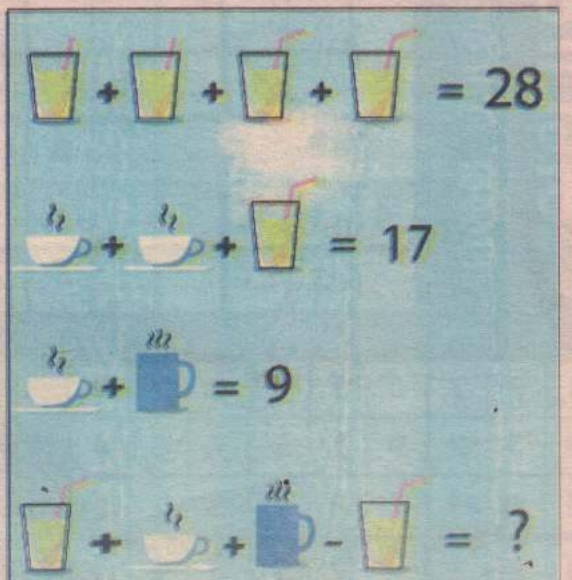 + + + = 28
+ + = 17
+ = 9
+ + - = ?